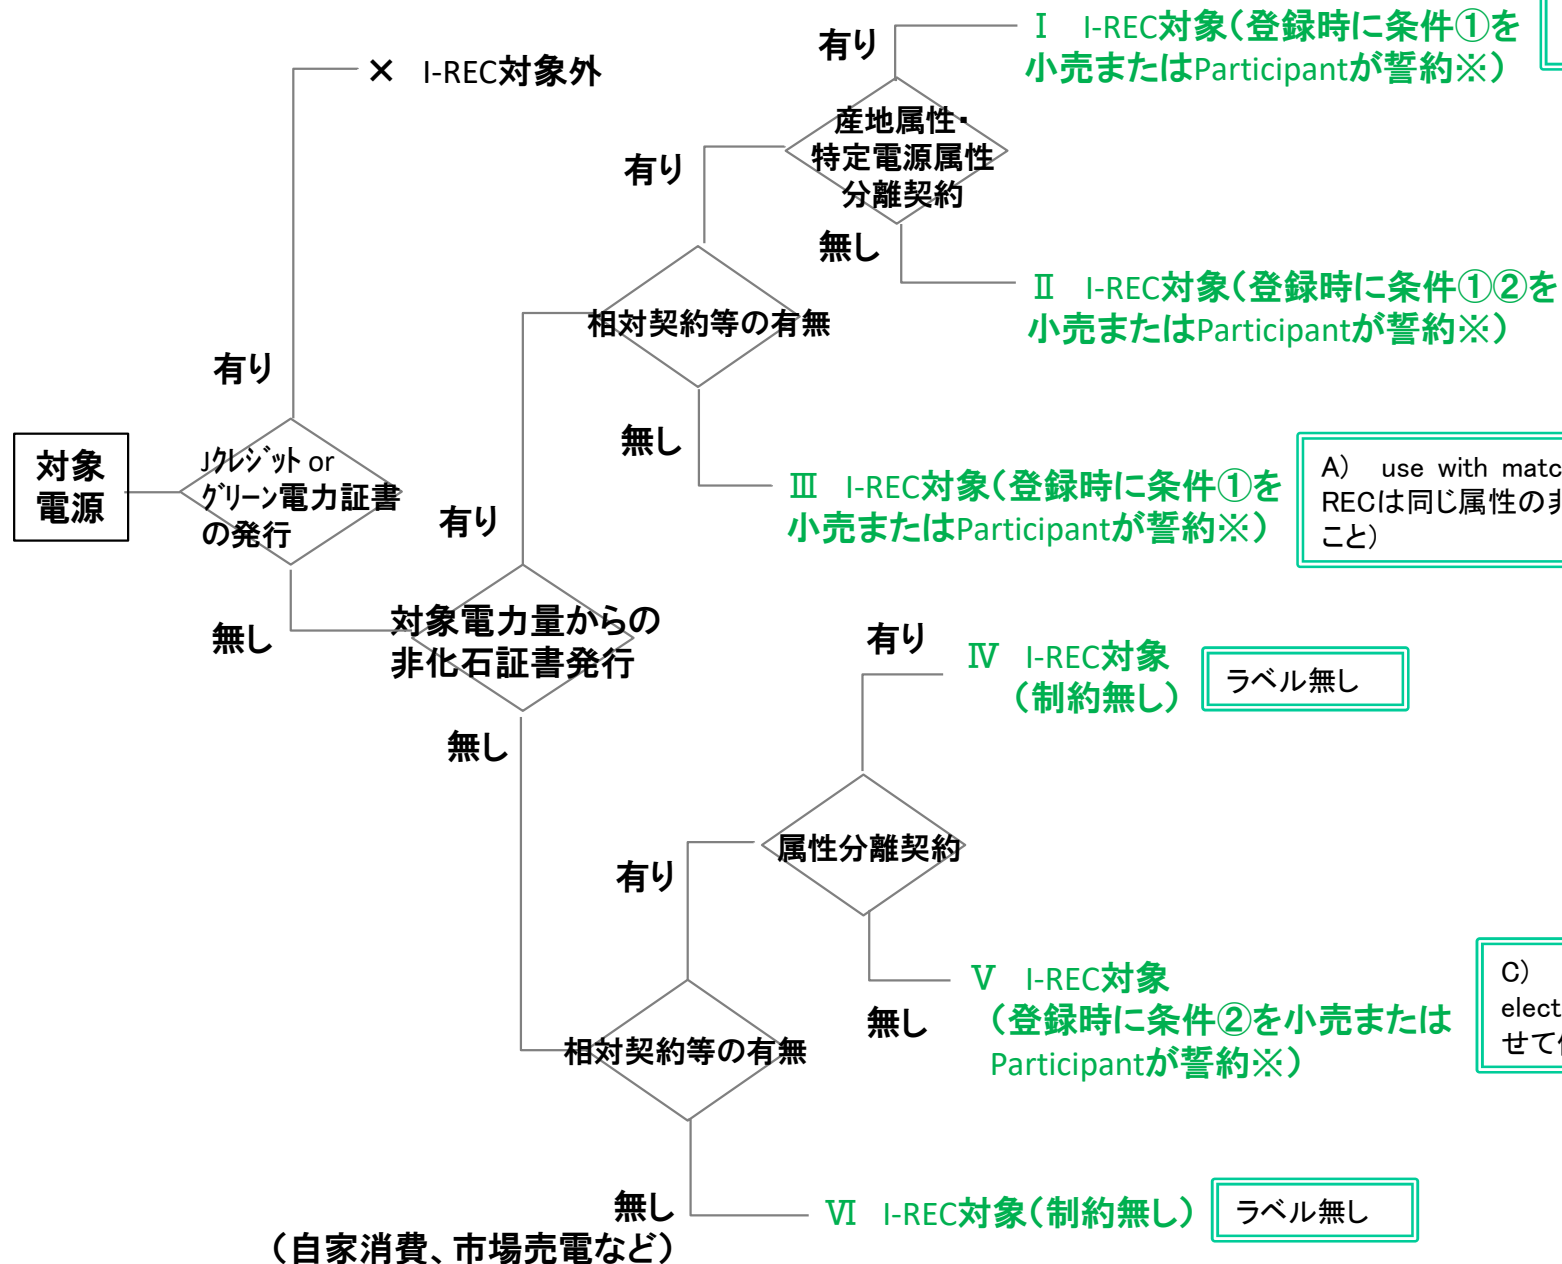 有り
Ⅰ I-REC対象(登録時に条件①を
小売またはParticipantが誓約※)
× I-REC対象外
産地属性・
特定電源属性
分離契約
有り
無し
Ⅱ I-REC対象(登録時に条件①②を
小売またはParticipantが誓約※)
相対契約等の有無
有り
無し
対象
電源
Jクレジット or
グリーン電力証書
の発行
Ⅲ I-REC対象(登録時に条件①を
小売またはParticipantが誓約※)
A) use with matc
RECは同じ属性のま
こと)
有り
無し
対象電力量からの
非化石証書発行
有り
Ⅳ I-REC対象
(制約無し)
ラベル無し
無し
属性分離契約
有り
無し
Ⅴ I-REC対象
(登録時に条件②を小売または
Participantが誓約※)
C)
elect
せて
相対契約等の有無
無し
(自家消費、市場売電など)
Ⅵ I-REC対象(制約無し)
ラベル無し